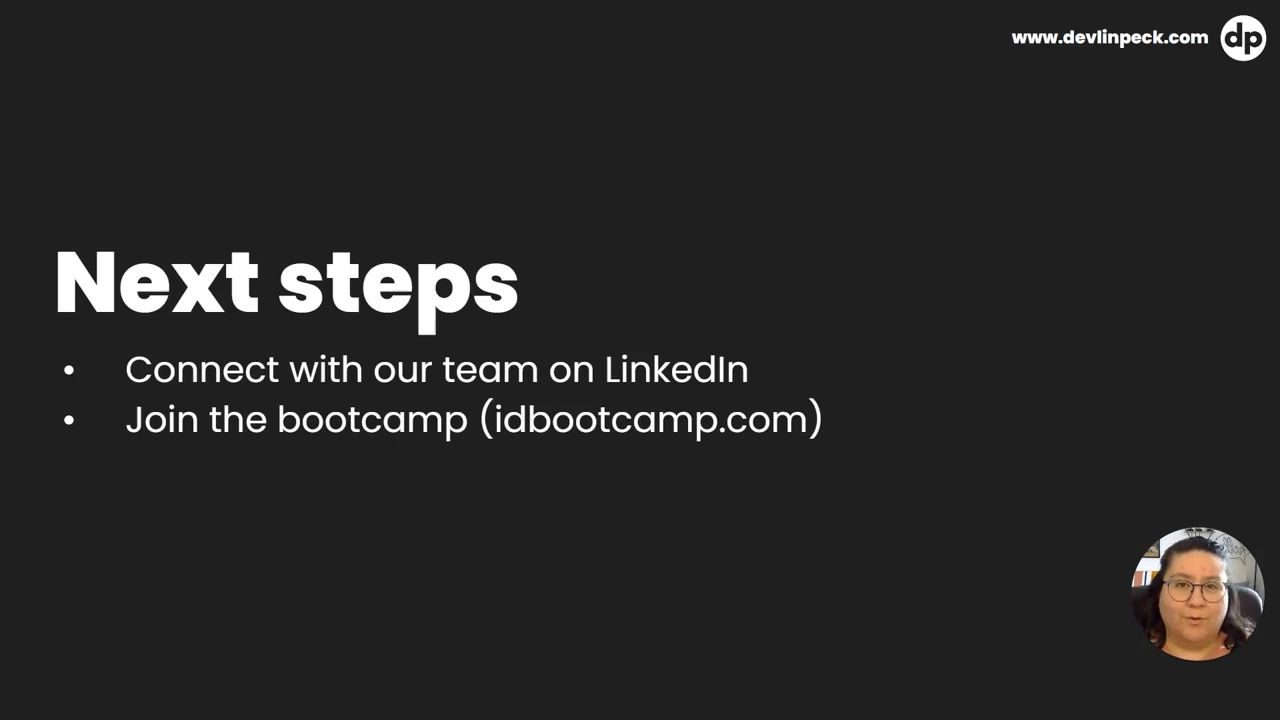 www.devlinpeck.com dp
Next steps
• Connect with our team on LinkedIn
• Join the bootcamp (idbootcamp.com)